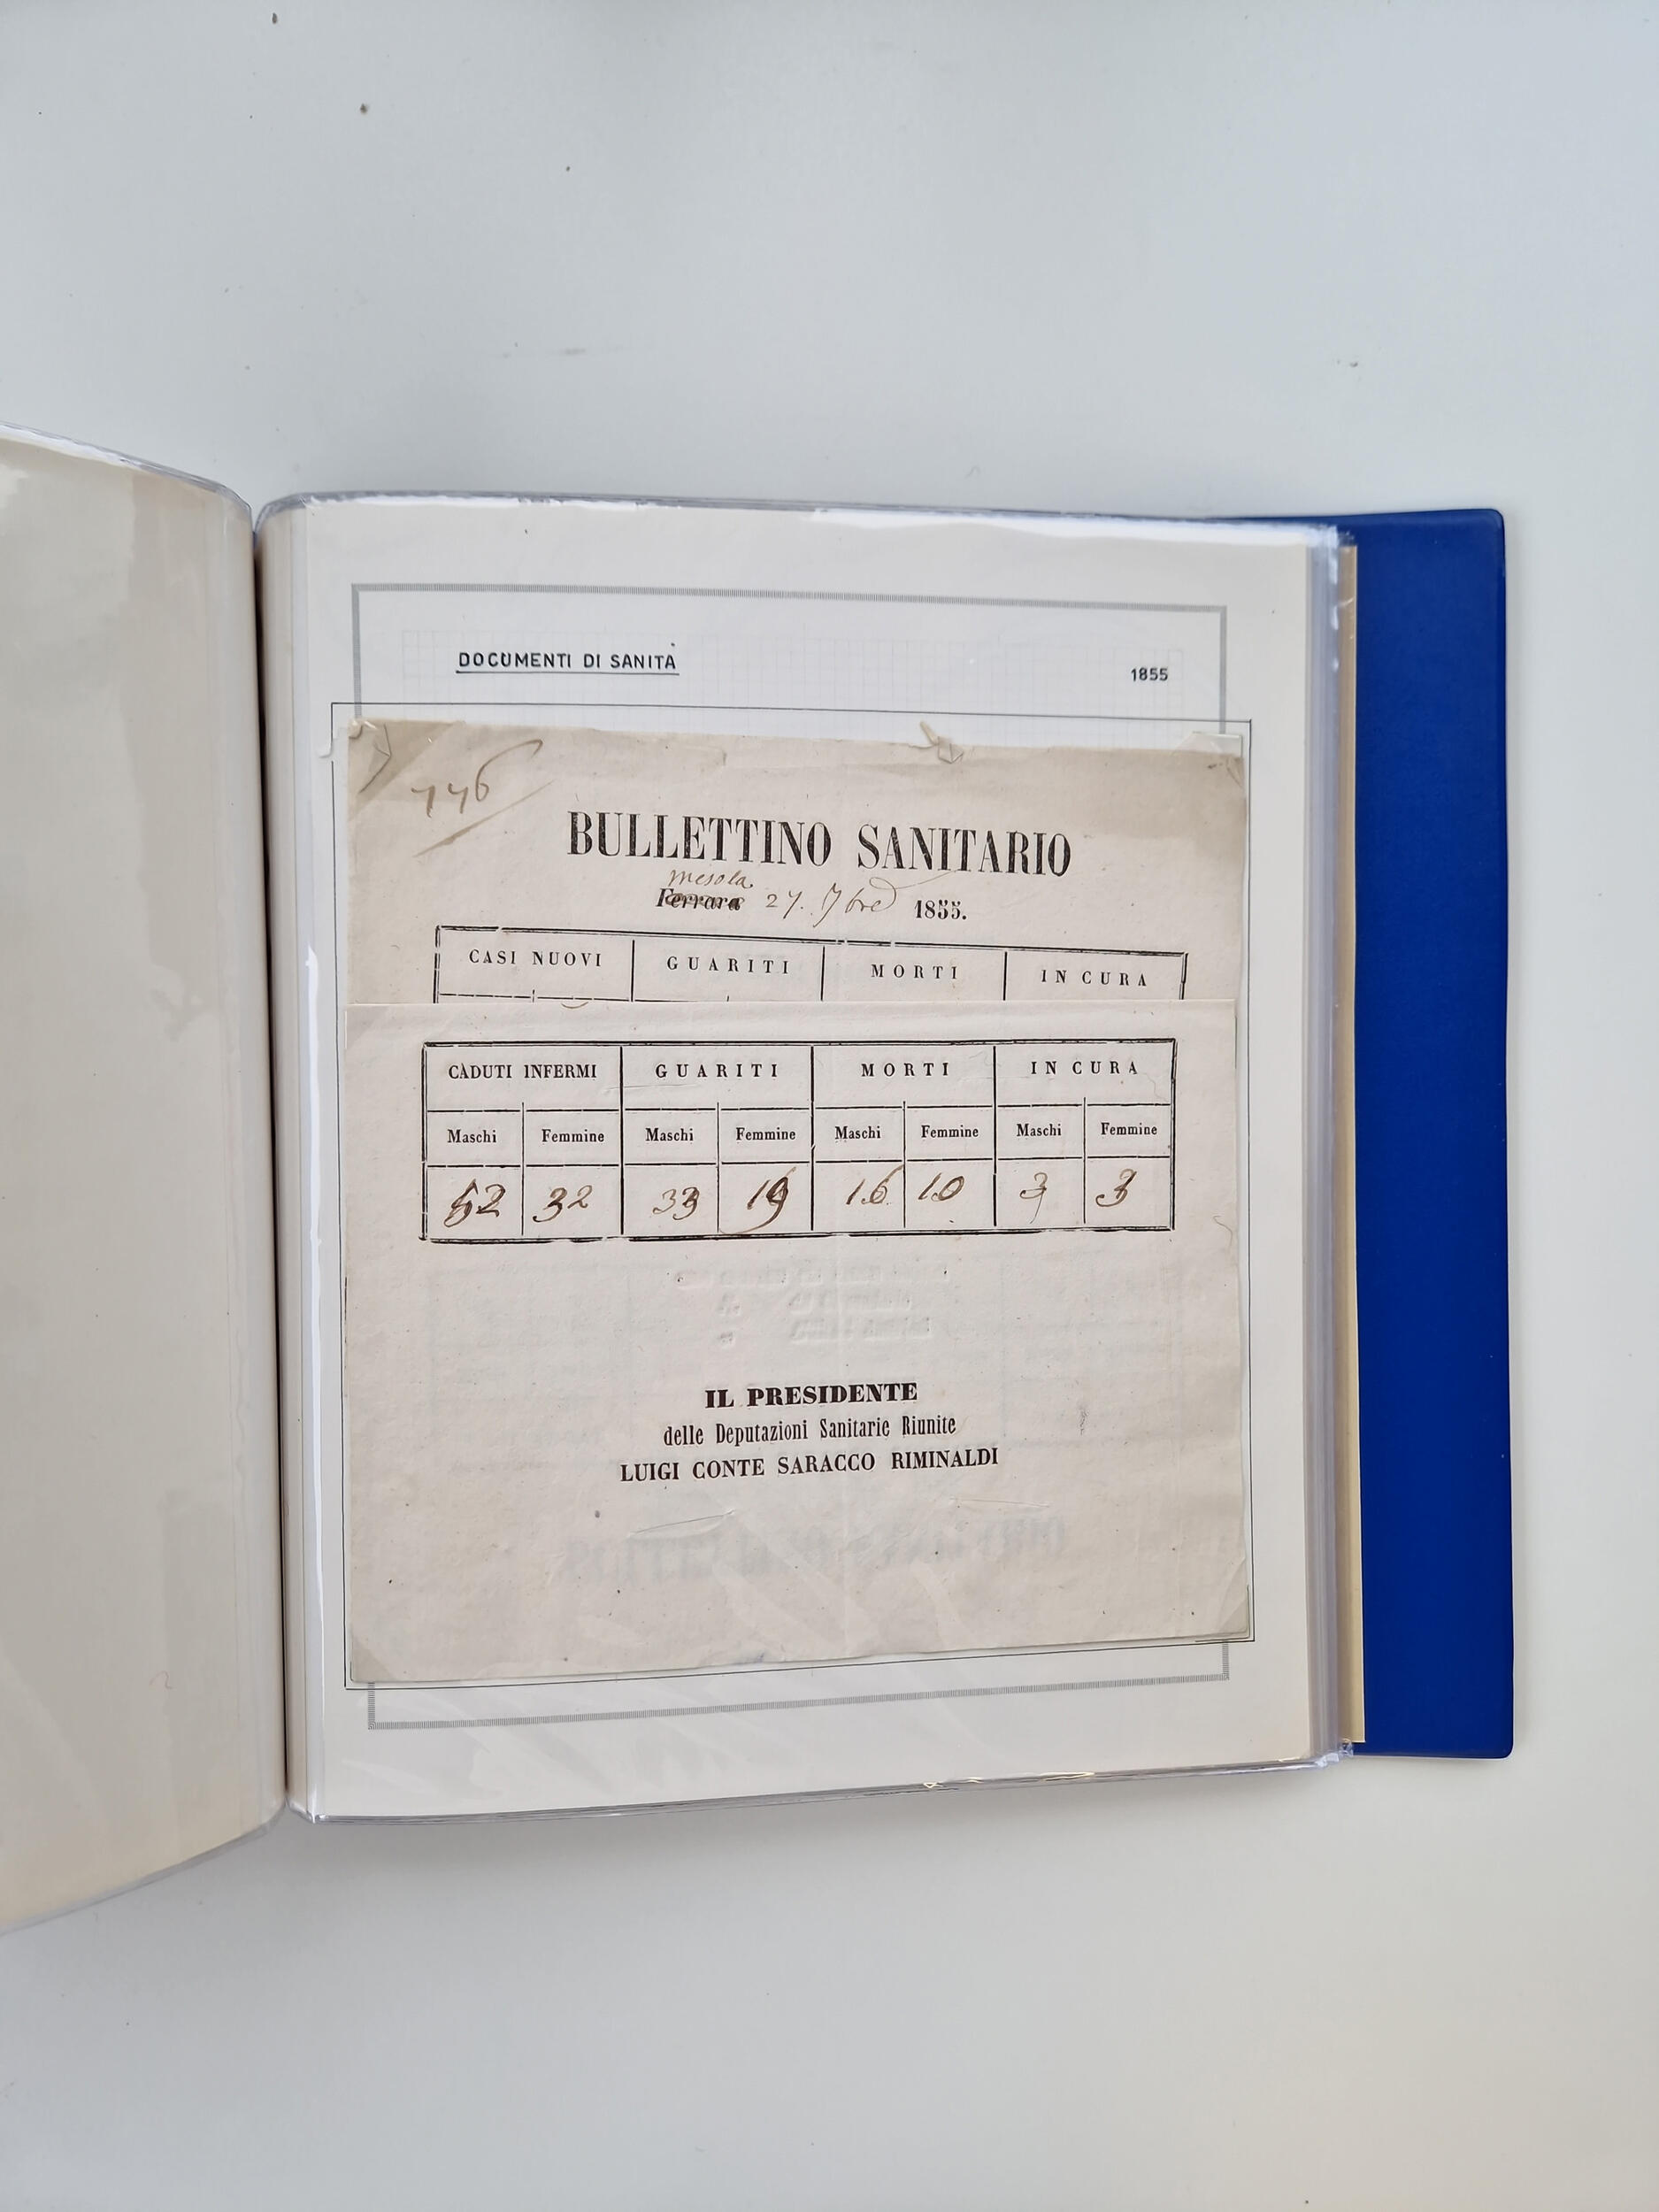 DOCUMENTI DI SANITÀ 1855
776
BULLETTINO SANITARIO
Mesola
Ferrara 27. 7bre 1855.
CASI NUOVI GUARITI MORTI IN CURA
CADUTI INFERMI GUARITI MORTI IN CURA
Maschi Femmine Maschi Femmine Maschi Femmine Maschi Femmine
52 32 33 19 16 10 3 3
IL PRESIDENTE
delle Deputazioni Sanitarie Riunite
LUIGI CONTE SARACCO RIMINALDI